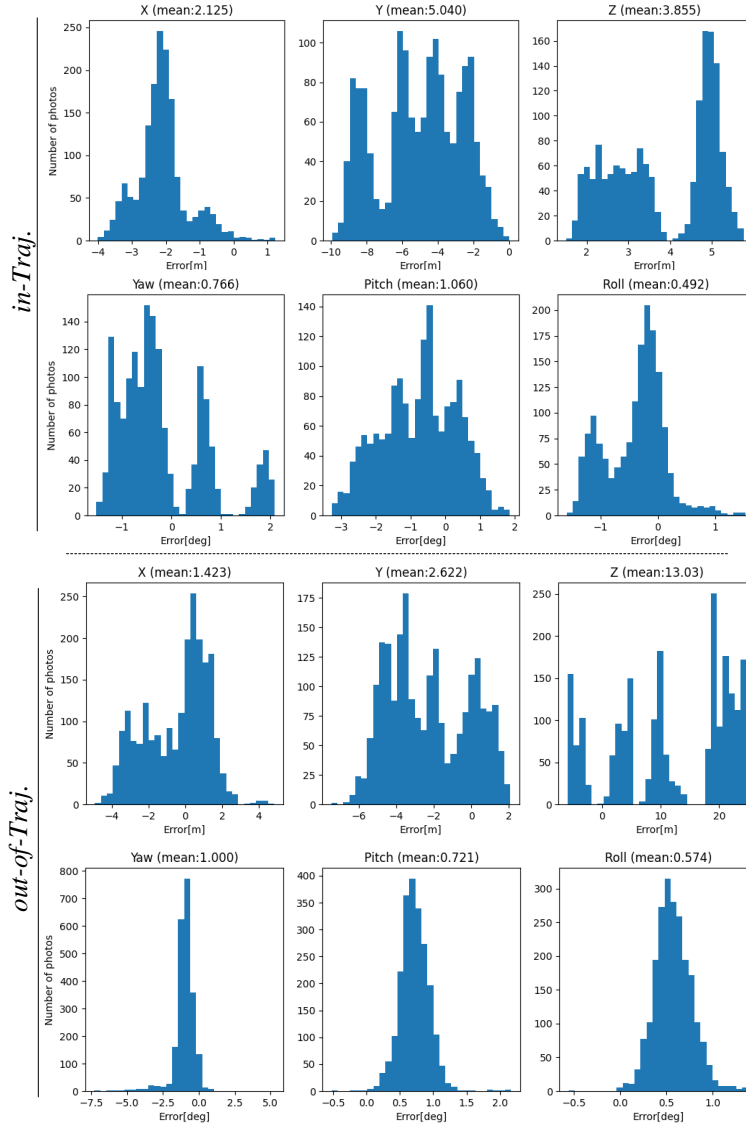 in-Traj.
X (mean:2.125)
Y (mean:5.040)
Z (mean:3.855)
Number of photos
0 50 100 150 200 250
−4 −3 −2 −1 0 1
Error[m]
0 20 40 60 80 100
−10 −8 −6 −4 −2 0
Error[m]
0 20 40 60 80 100 120 140 160
2 3 4 5
Error[m]
Yaw (mean:0.766)
Pitch (mean:1.060)
Roll (mean:0.492)
Number of photos
0 20 40 60 80 100 120 140
−1 0 1 2
Error[deg]
0 20 40 60 80 100 120 140
−3 −2 −1 0 1 2
Error[deg]
0 25 50 75 100 125 150 175 200
−1 0 1
Error[deg]
out-of-Traj.
X (mean:1.423)
Y (mean:2.622)
Z (mean:13.03)
Number of photos
0 50 100 150 200 250
−4 −2 0 2 4
Error[m]
0 25 50 75 100 125 150 175
−6 −4 −2 0 2
Error[m]
0 50 100 150 200 250
0 10 20
Error[m]
Yaw (mean:1.000)
Pitch (mean:0.721)
Roll (mean:0.574)
Number of photos
0 100 200 300 400 500 600 700 800
−7.5 −5.0 −2.5 0.0 2.5 5.0
Error[deg]
0 50 100 150 200 250 300 350 400
−0.5 0.0 0.5 1.0 1.5 2.0
Error[deg]
0 50 100 150 200 250 300
−0.5 0.0 0.5 1.0
Error[deg]